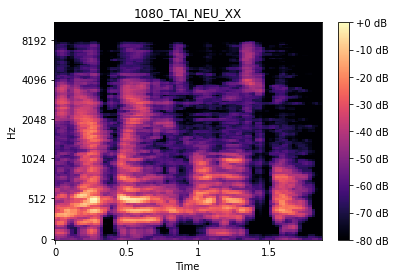 1080_TAI_NEU_XX
+0 dB
8192
-10 dB
4096
-20 dB
-30 dB
2048
Hz
-40 dB
1024
-50 dB
512
-60 dB
-70 dB
0
-80 dB
0
0.5
1
1.5
Time